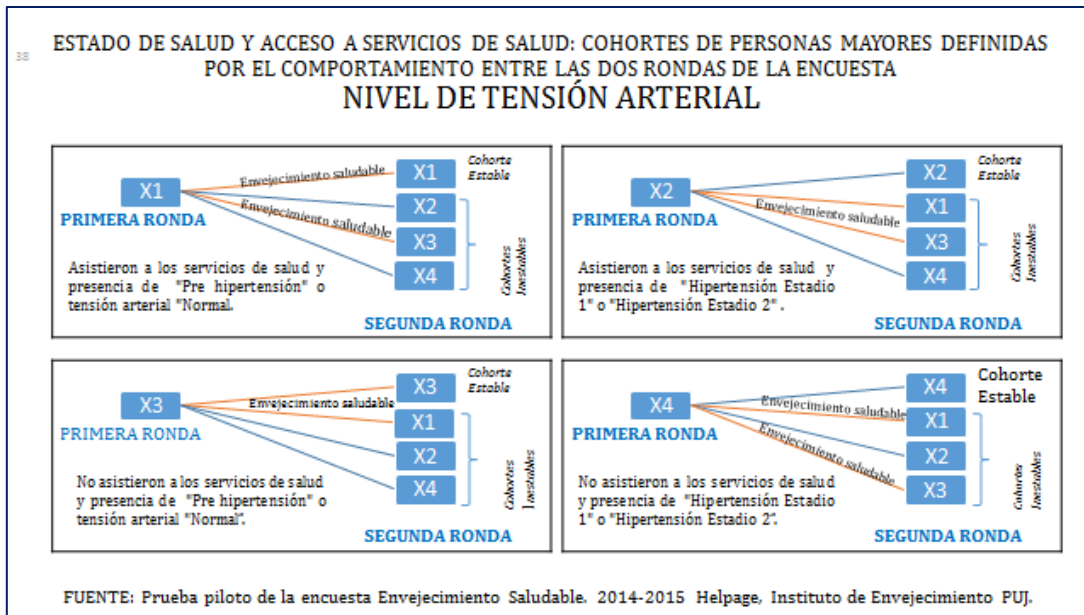 38
ESTADO DE SALUD Y ACCESO A SERVICIOS DE SALUD: COHORTES DE PERSONAS MAYORES DEFINIDAS
POR EL COMPORTAMIENTO ENTRE LAS DOS RONDAS DE LA ENCUESTA
NIVEL DE TENSIÓN ARTERIAL
X1
PRIMERA RONDA
Envejecimiento saludable
Envejecimiento saludable
X1
X2
X3
X4
Cohorte
Estable
Cohortes
Inestables
Asistieron a los servicios de salud y
presencia de "Pre hipertensión" o
tensión arterial "Normal.
SEGUNDA RONDA
X2
PRIMERA RONDA
Envejecimiento saludable
X2
X1
X3
X4
Cohorte
Estable
Cohortes
Inestables
Asistieron a los servicios de salud y
presencia de "Hipertensión Estadio
1" o "Hipertensión Estadio 2" .
SEGUNDA RONDA
X3
PRIMERA RONDA
Envejecimiento saludable
X3
X1
X2
X4
Cohorte
Estable
Cohortes
Inestables
No asistieron a los servicios de salud
y presencia de "Pre hipertensión" o
tensión arterial "Normal".
SEGUNDA RONDA
X4
PRIMERA RONDA
Envejecimiento saludable
Envejecimiento saludable
X4
X1
X2
X3
Cohorte
Estable
Cohortes
Inestables
No asistieron a los servicios de salud
y presencia de "Hipertensión Estadio
1" o "Hipertensión Estadio 2".
SEGUNDA RONDA
FUENTE: Prueba piloto de la encuesta Envejecimiento Saludable. 2014-2015 Helpage, Instituto de Envejecimiento PUJ.